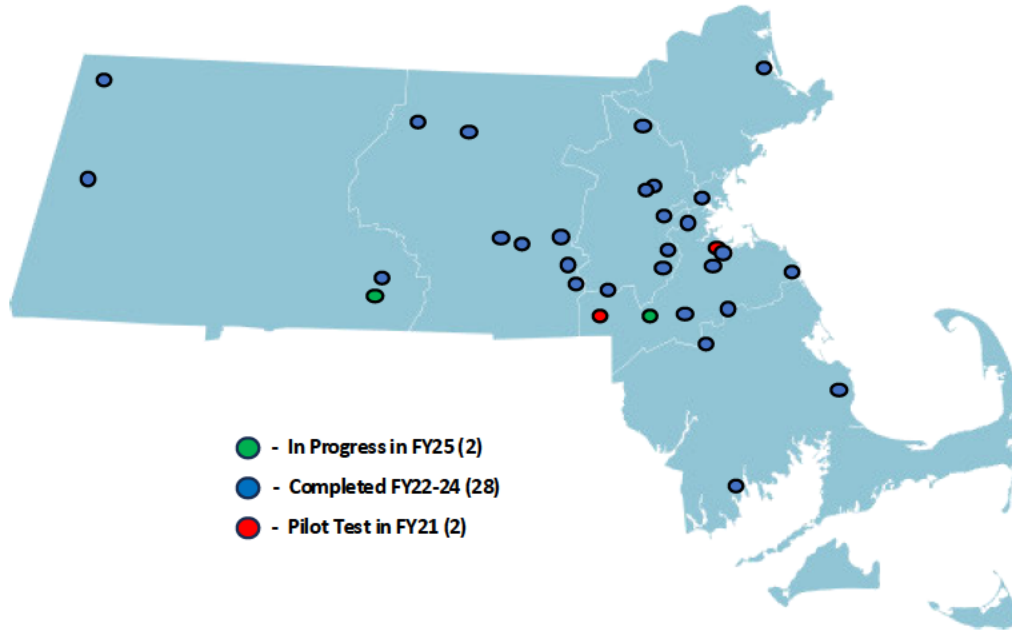 - In Progress in FY25 (2)
- Completed FY22-24 (28)
- Pilot Test in FY21 (2)